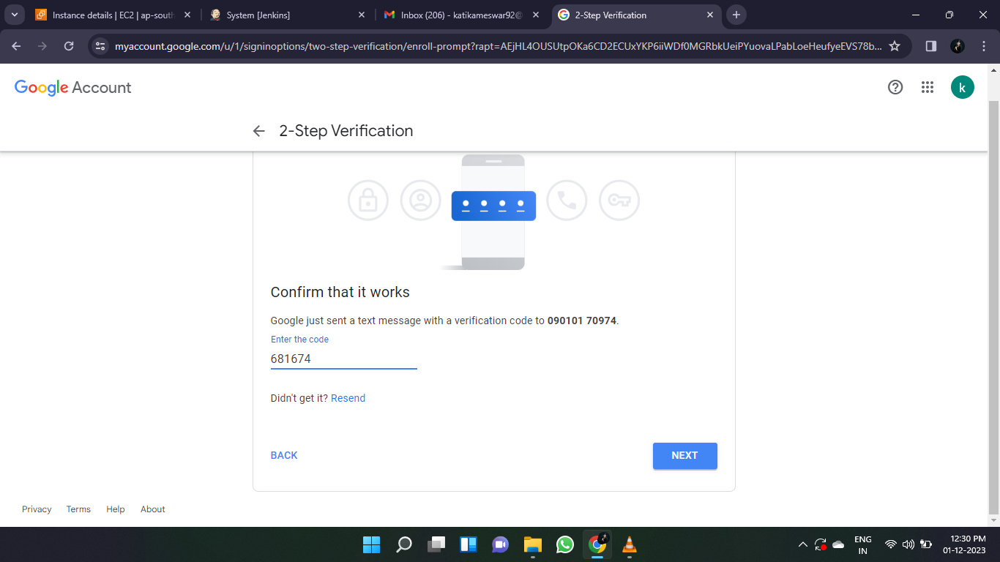 Instance details | EC2 | ap-south
System [Jenkins]
Inbox (206) - katikameswar92@
2-Step Verification
myaccount.google.com/u/1/signinoptions/two-step-verification/enroll-prompt?rapt=AEjHL4OUSUtpOKa6CD2ECUxYKP6iiWDf0MGRbkUeiPYuovaLPabLoeHeufyeEVS78b...
Google Account
k
2-Step Verification
Confirm that it works
Google just sent a text message with a verification code to 090101 70974.
Enter the code
681674
Didn't get it? Resend
BACK
NEXT
Privacy Terms Help About
ENG
IN
12:30 PM
01-12-2023